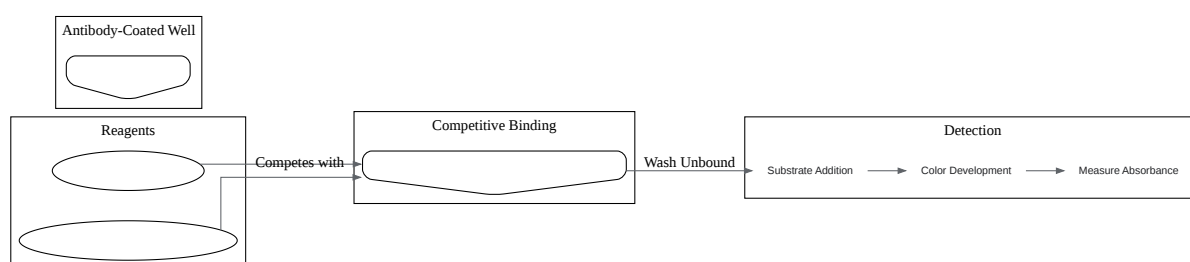 Antibody-Coated Well
Reagents
Competes with
Competitive Binding
Wash Unbound
Detection
Substrate Addition
Color Development
Measure Absorbance